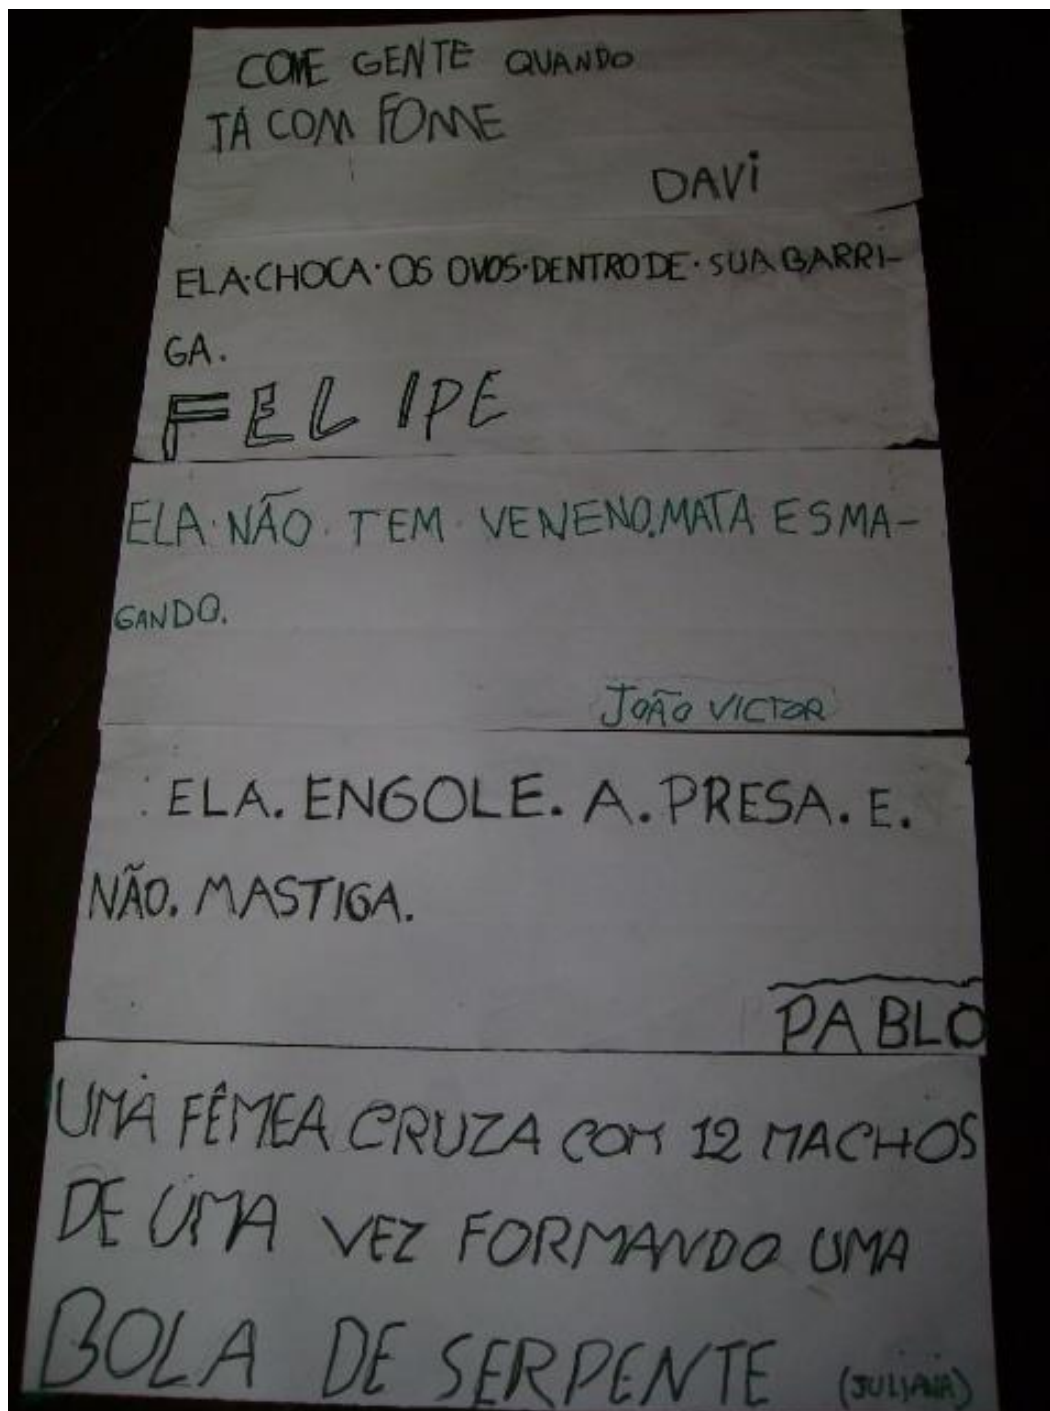 COME GENTE QUANDO
TÁ COM FOME
DAVI
ELA·CHOCA·OS OVOS·DENTRO DE·SUA BARRI-
GA.
FELIPE
ELA·NÃO·TEM·VENENO.MATA ESMA-
GANDO.
JOÃO VICTOR
ELA. ENGOLE. A. PRESA. E.
NÃO. MASTIGA.
PABLO
UMA FÊMEA CRUZA COM 12 MACHOS
DE UMA VEZ FORMANDO UMA
BOLA DE SERPENTE (JULIANA)